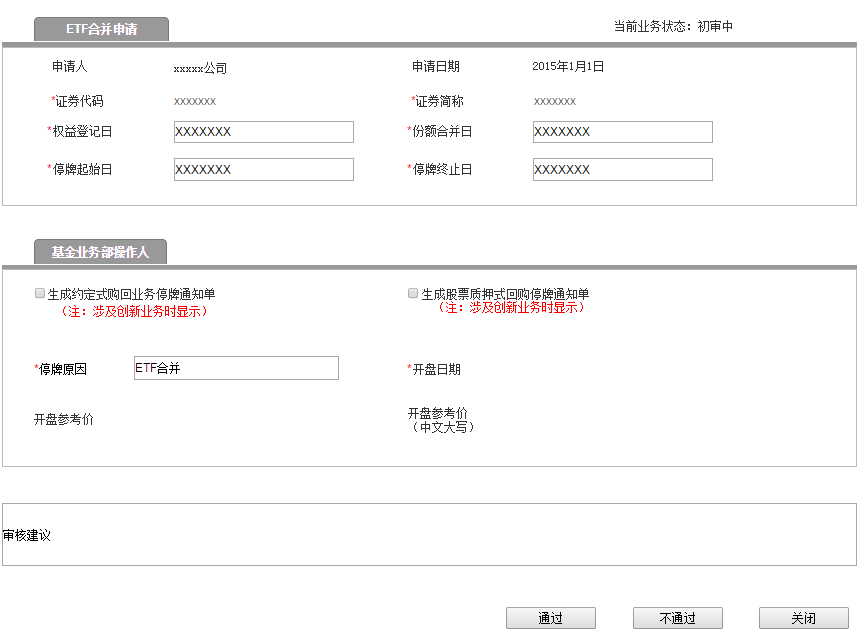 ETF合并申请
当前业务状态：初审中
申请人 xxxxx公司 申请日期 2015年1月1日
*证券代码 xxxxxxx *证券简称 xxxxxxx
*权益登记日 XXXXXXX *份额合并日 XXXXXXX
*停牌起始日 XXXXXXX *停牌终止日 XXXXXXX
基金业务部操作人
生成约定式购回业务停牌通知单 生成股票质押式回购停牌通知单
（注：涉及创新业务时显示） （注：涉及创新业务时显示）
*停牌原因 ETF合并 *开盘日期
开盘参考价 开盘参考价
（中文大写）
审核建议
通过 不通过 关闭